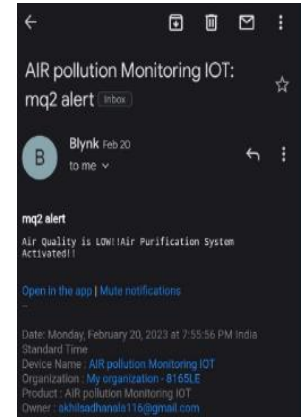 AIR pollution Monitoring IOT:
mq2 alert Inbox
B
Blynk Feb 20
to me
mq2 alert
Air Quality is LOW!!Air Purification System
Activated!!
Open in the app | Mute notifications
--
Date: Monday, February 20, 2023 at 7:55:56 PM India
Standard Time
Device Name : AIR pollution Monitoring IOT
Organization : My organization - 8165LE
Product : AIR pollution Monitoring IOT
Owner : akhilsadhanala116@gmail.com